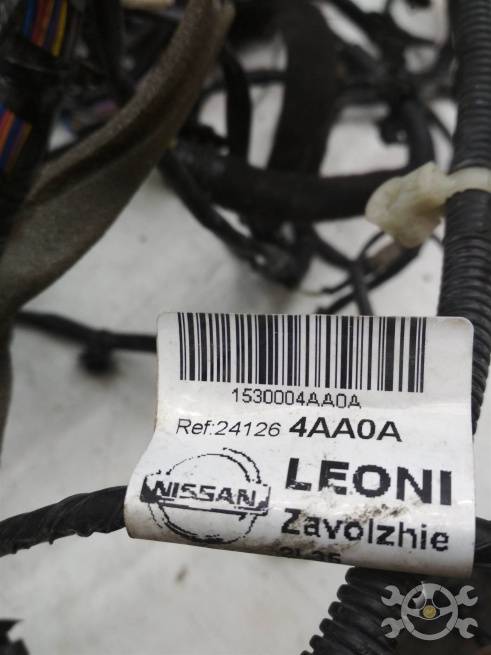 1530004AA0A
Ref:24126 4AA0A
LEONI
NISSAN
Zavolzhie